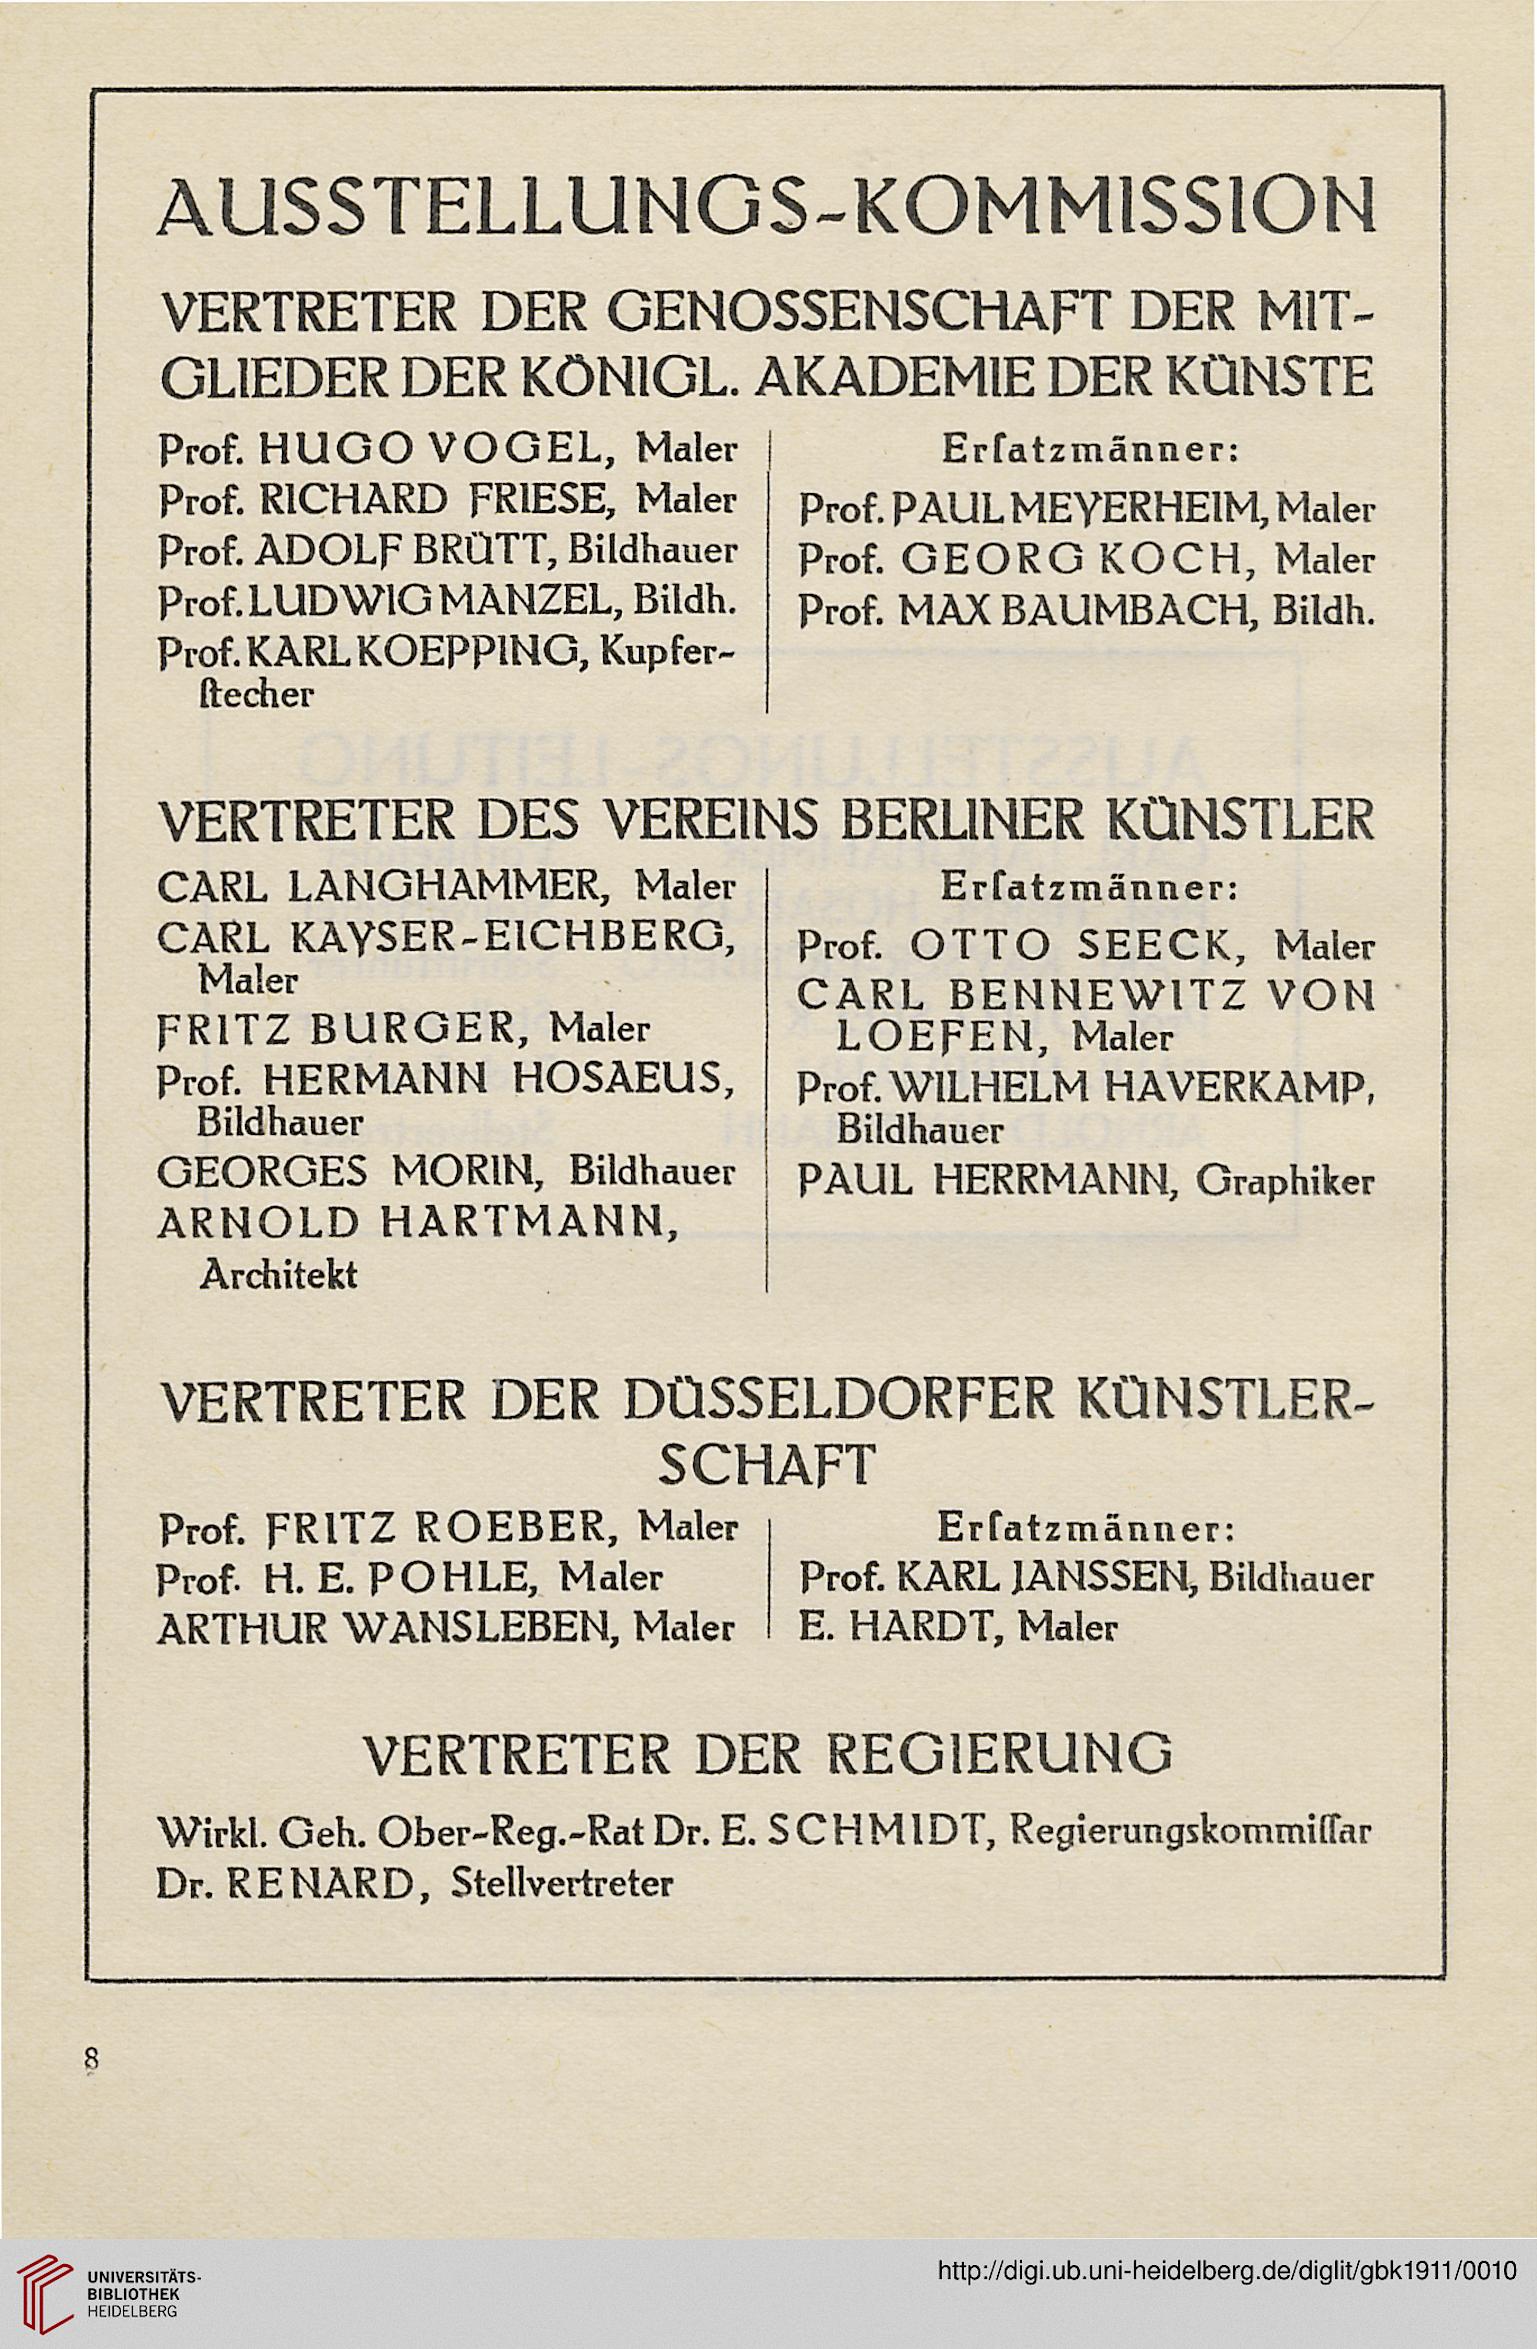 AUSSTELLUNGS-KOMMISSION
VERTRETER DER GENOSSENSCHAFT DER MIT-
GLIEDER DER KÖNIGL. AKADEMIE DER KÜNSTE
Prof. HUGO VOGEL, Maler
Prof. RICHARD FRIESE, Maler
Prof. ADOLF BRÜTT, Bildhauer
Prof. LUDWIG MANZEL, Bildh.
Prof. KARL KOEPPING, Kupfer-
ſtecher
Erſatzmänner:
Prof. PAUL MEYERHEIM, Maler
Prof. GEORG KOCH, Maler
Prof. MAX BAUMBACH, Bildh.
VERTRETER DES VEREINS BERLINER KÜNSTLER
CARL LANGHAMMER, Maler
CARL KAYSER-EICHBERG,
Maler
FRITZ BURGER, Maler
Prof. HERMANN HOSAEUS,
Bildhauer
GEORGES MORIN, Bildhauer
ARNOLD HARTMANN,
Architekt
Erſatzmänner:
Prof. OTTO SEECK, Maler
CARL BENNEWITZ VON
LOEFEN, Maler
Prof. WILHELM HAVERKAMP,
Bildhauer
PAUL HERRMANN, Graphiker
VERTRETER DER DÜSSELDORFER KÜNSTLER-
SCHAFT
Prof. FRITZ ROEBER, Maler
Prof. H. E. POHLE, Maler
ARTHUR WANSLEBEN, Maler
Erſatzmänner:
Prof. KARL JANSSEN, Bildhauer
E. HARDT, Maler
VERTRETER DER REGIERUNG
Wirkl. Geh. Ober-Reg.-Rat Dr. E. SCHMIDT, Regierungskommiſſar
Dr. RENARD, Stellvertreter
8
UNIVERSITÄTS-
BIBLIOTHEK
HEIDELBERG
http://digi.ub.uni-heidelberg.de/diglit/gbk1911/0010